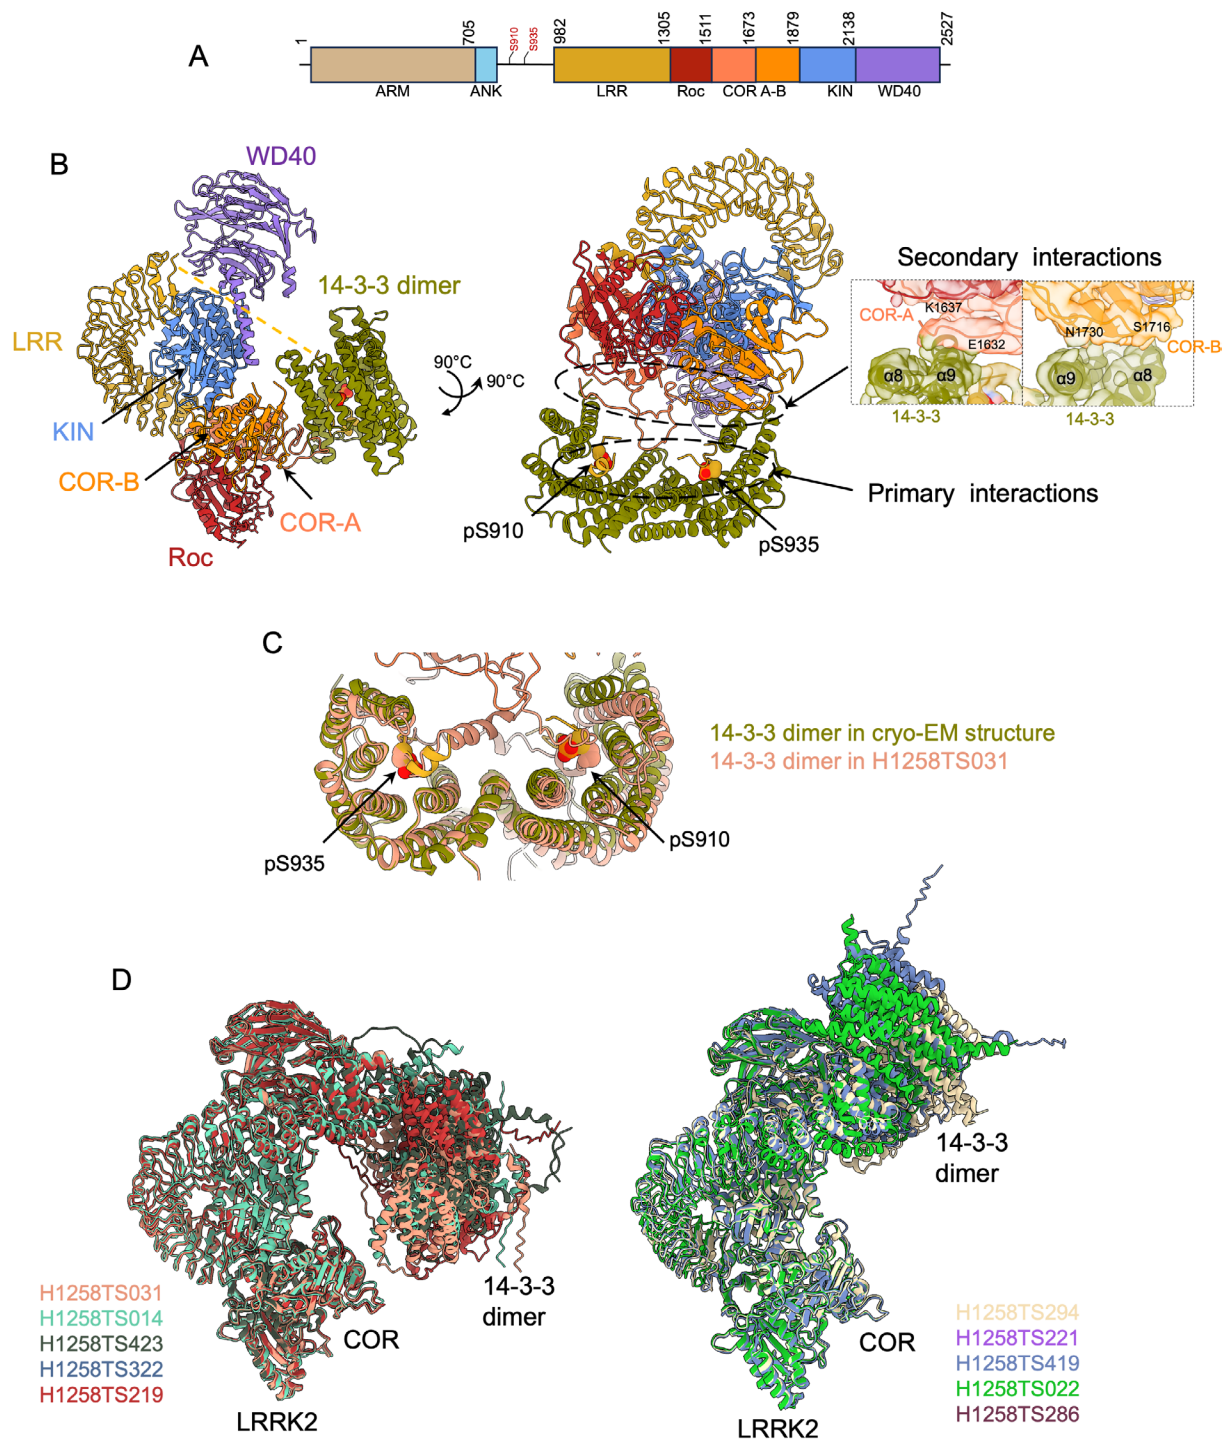 A
1
705
S910
S935
982
1305
1511
1673
1879
2138
2527
ARM
ANK
LRR
Roc
COR A-B
KIN
WD40
B
WD40
14-3-3 dimer
LRR
KIN
COR-B
COR-A
Roc
90°C
90°C
pS910
pS935
Secondary interactions
COR-A
K1637
E1632
α8
α9
14-3-3
N1730
S1716
COR-B
α9
α8
14-3-3
Primary interactions
C
14-3-3 dimer in cryo-EM structure
14-3-3 dimer in H1258TS031
pS935
pS910
D
14-3-3
dimer
COR
LRRK2
H1258TS031
H1258TS014
H1258TS423
H1258TS322
H1258TS219
14-3-3
dimer
COR
LRRK2
H1258TS294
H1258TS221
H1258TS419
H1258TS022
H1258TS286